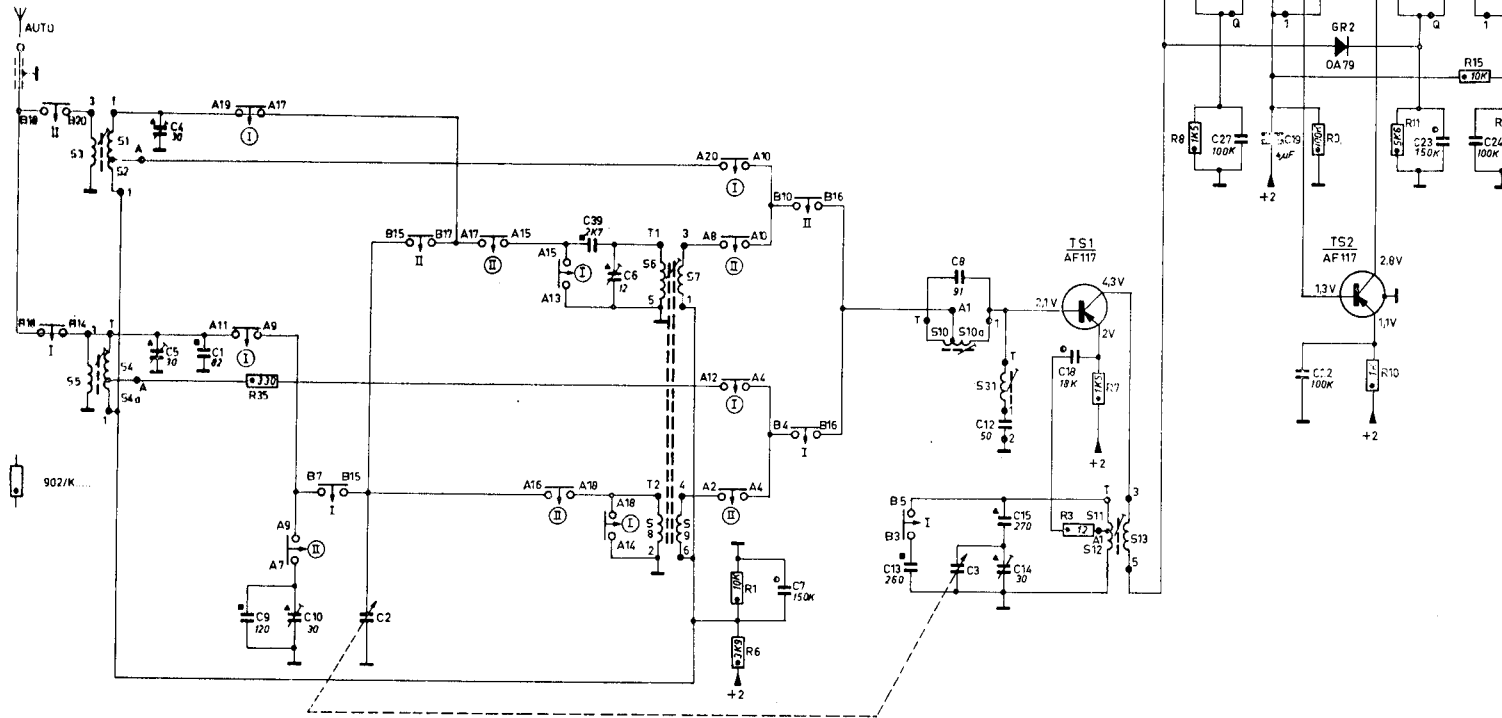 AUTO
Q
1
Q
1
GR2
OA79
R15
10K
A19 A17
B18 B20
II
3
1
S3
S1
S2
A
1
C4
30
I
R8
1K5
C27
100K
C19
4µF
+2
R11
5K6
C23
150K
C24
100K
A20 A10
I
B10 B16
II
B15 B17
II
A17 A15
II
C39
2K7
T1
3
A8 A10
II
A15
I
A13
C6
12
S6
S7
5
1
TS1
AF117
4,3V
2,1V
2V
TS2
AF117
2.8V
1,3V
1,1V
C8
91
A1
T
S10
S10a
1
B14
I
3
T
S5
S4
S4a
A
1
C5
30
C1
82
A11 A9
I
R35
330
A12 A4
I
B4 B16
I
T
S31
1
C12
50
2
C18
18K
R7
1K5
+2
100K
R10
+2
902/K....
B7 B15
I
A16 A18
II
T2
4
A2 A4
II
A18
I
A14
S8
S9
2
6
A9
II
A7
C9
120
C10
30
C2
R1
10K
C7
150K
R6
3K9
+2
B5
I
B3
C13
260
C15
270
C3
C14
30
R3
12
T
S11
A1
S12
3
S13
5